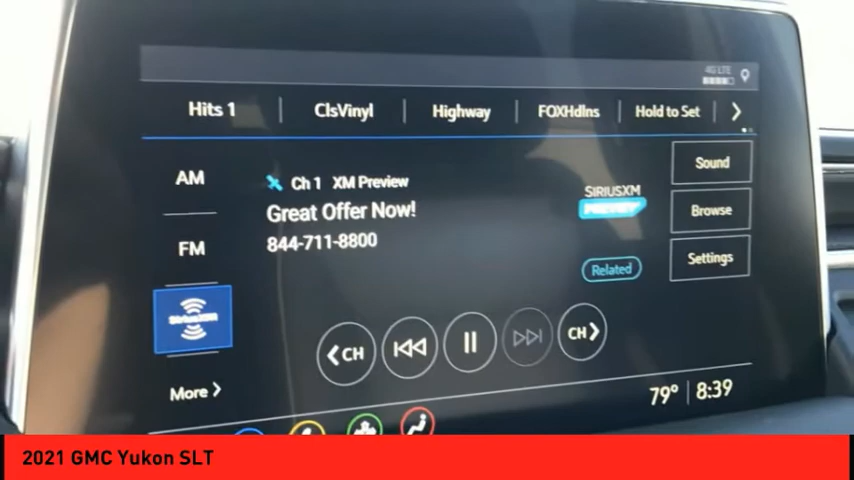 4G LTE
Hits 1 ClsVinyl Highway FOXHdlns Hold to Set
AM
Ch 1 XM Preview
SIRIUSXM
Sound
Great Offer Now!
PREVIEW
Browse
FM
844-711-8800
Related
Settings
SiriusXM
CH
CH
More
79° 8:39
2021 GMC Yukon SLT